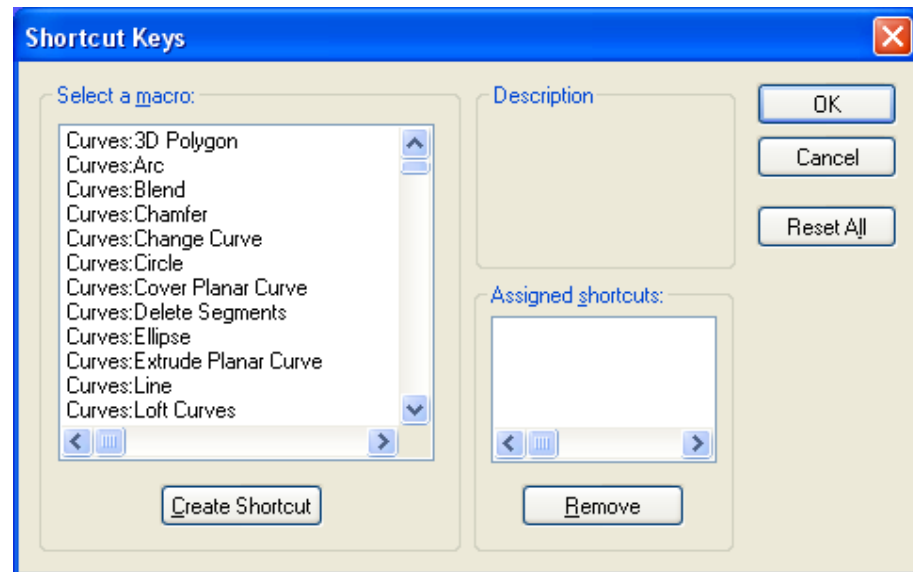 Shortcut Keys
Select a macro:
Curves:3D Polygon
Curves:Arc
Curves:Blend
Curves:Chamfer
Curves:Change Curve
Curves:Circle
Curves:Cover Planar Curve
Curves:Delete Segments
Curves:Ellipse
Curves:Extrude Planar Curve
Curves:Line
Curves:Loft Curves
Create Shortcut
Description
Assigned shortcuts:
Remove
OK
Cancel
Reset All